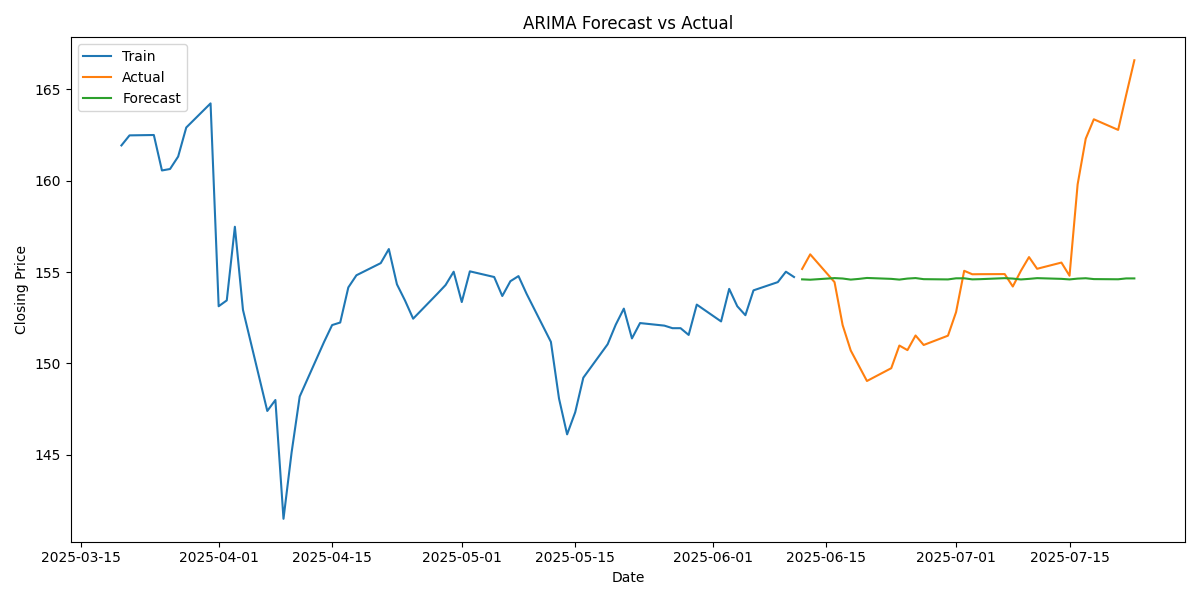 ARIMA Forecast vs Actual
Train
Actual
Forecast
165
160
155
150
145
Closing Price
2025-03-15
2025-04-01
2025-04-15
2025-05-01
2025-05-15
2025-06-01
2025-06-15
2025-07-01
2025-07-15
Date